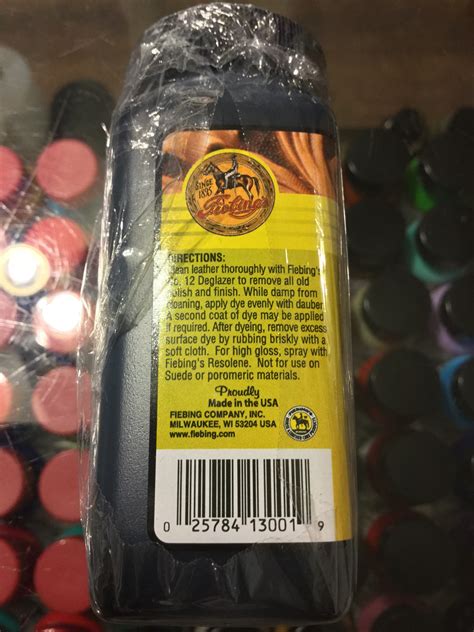 SINCE
1895
Fiebing's
DIRECTIONS:
Clean leather thoroughly with Fiebing's
No. 12 Deglazer to remove all old
polish and finish. While damp from
cleaning, apply dye evenly with dauber.
A second coat of dye may be applied
if required. After dyeing, remove excess
surface dye by rubbing briskly with a
soft cloth. For high gloss, spray with
Fiebing's Resolene. Not for use on
Suede or poromeric materials.
Proudly
Made in the USA
FIEBING COMPANY, INC.
MILWAUKEE, WI 53204 USA
www.fiebing.com
0 25784 13001 9